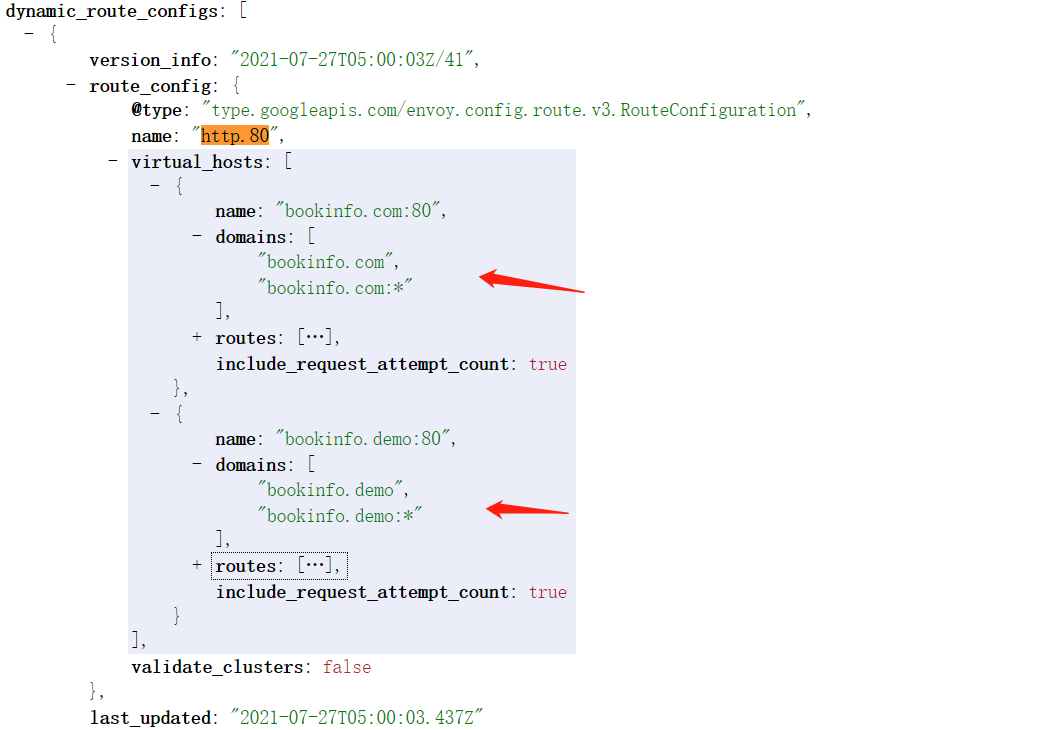 dynamic_route_configs: [
- {
version_info: "2021-07-27T05:00:03Z/41",
- route_config: {
@type: "type.googleapis.com/envoy.config.route.v3.RouteConfiguration",
name: "http.80",
- virtual_hosts: [
- {
name: "bookinfo.com:80",
- domains: [
"bookinfo.com",
"bookinfo.com:*"
],
+ routes: […],
include_request_attempt_count: true
},
- {
name: "bookinfo.demo:80",
- domains: [
"bookinfo.demo",
"bookinfo.demo:*"
],
+ routes: […],
include_request_attempt_count: true
}
],
validate_clusters: false
},
last_updated: "2021-07-27T05:00:03.437Z"